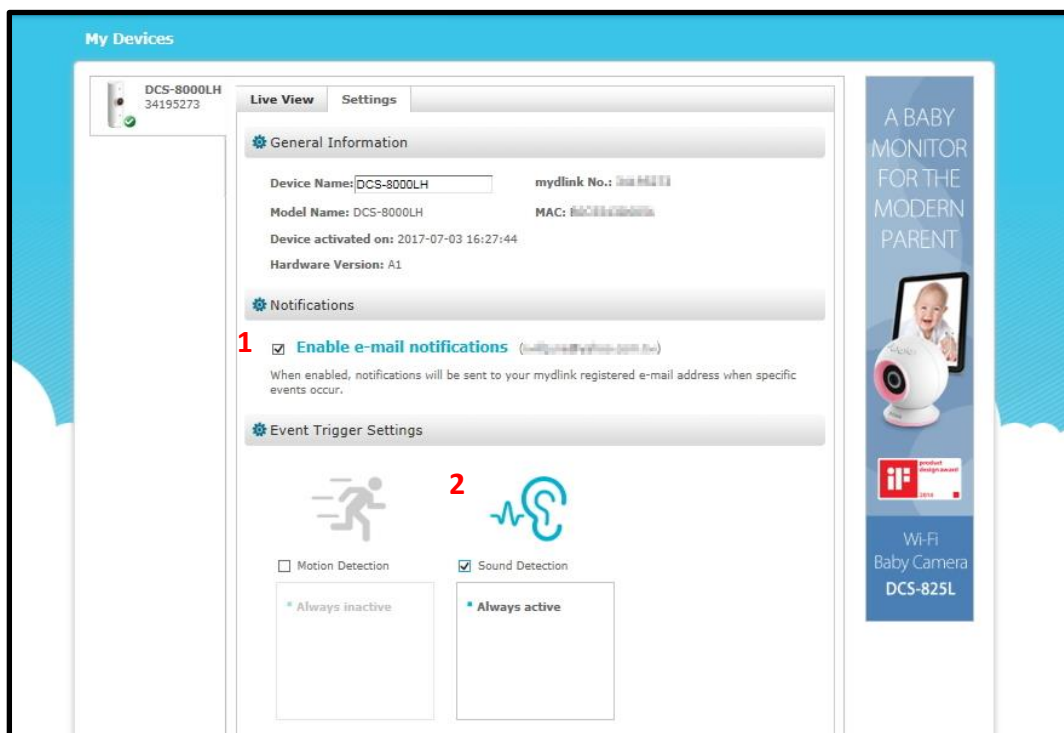 My Devices
DCS-8000LH
34195273
Live View Settings
General Information
Device Name: DCS-8000LH mydlink No.:
Model Name: DCS-8000LH MAC:
Device activated on: 2017-07-03 16:27:44
Hardware Version: A1
Notifications
1 Enable e-mail notifications
When enabled, notifications will be sent to your mydlink registered e-mail address when specific
events occur.
Event Trigger Settings
2
Motion Detection Sound Detection
Always inactive Always active
A BABY
MONITOR
FOR THE
MODERN
PARENT
iF product
design award
Wi-Fi
Baby Camera
DCS-825L